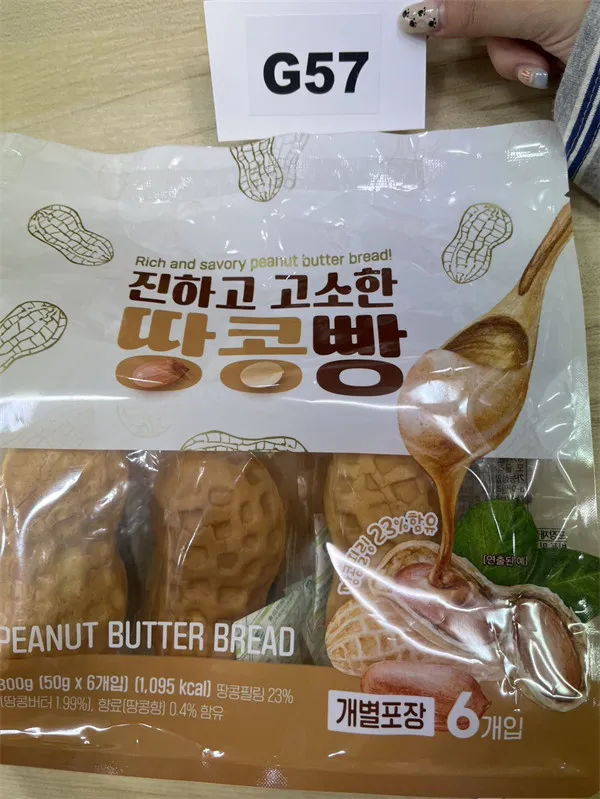 G57
Rich and savory peanut butter bread!
진하고 고소한
땅콩빵
23%함유
[연출된 예]
PEANUT BUTTER BREAD
300g (50g x 6개입) (1,095 kcal) 땅콩필링 23%
(땅콩버터 1.99%), 향료(땅콩향) 0.4% 함유
개별포장 6개입